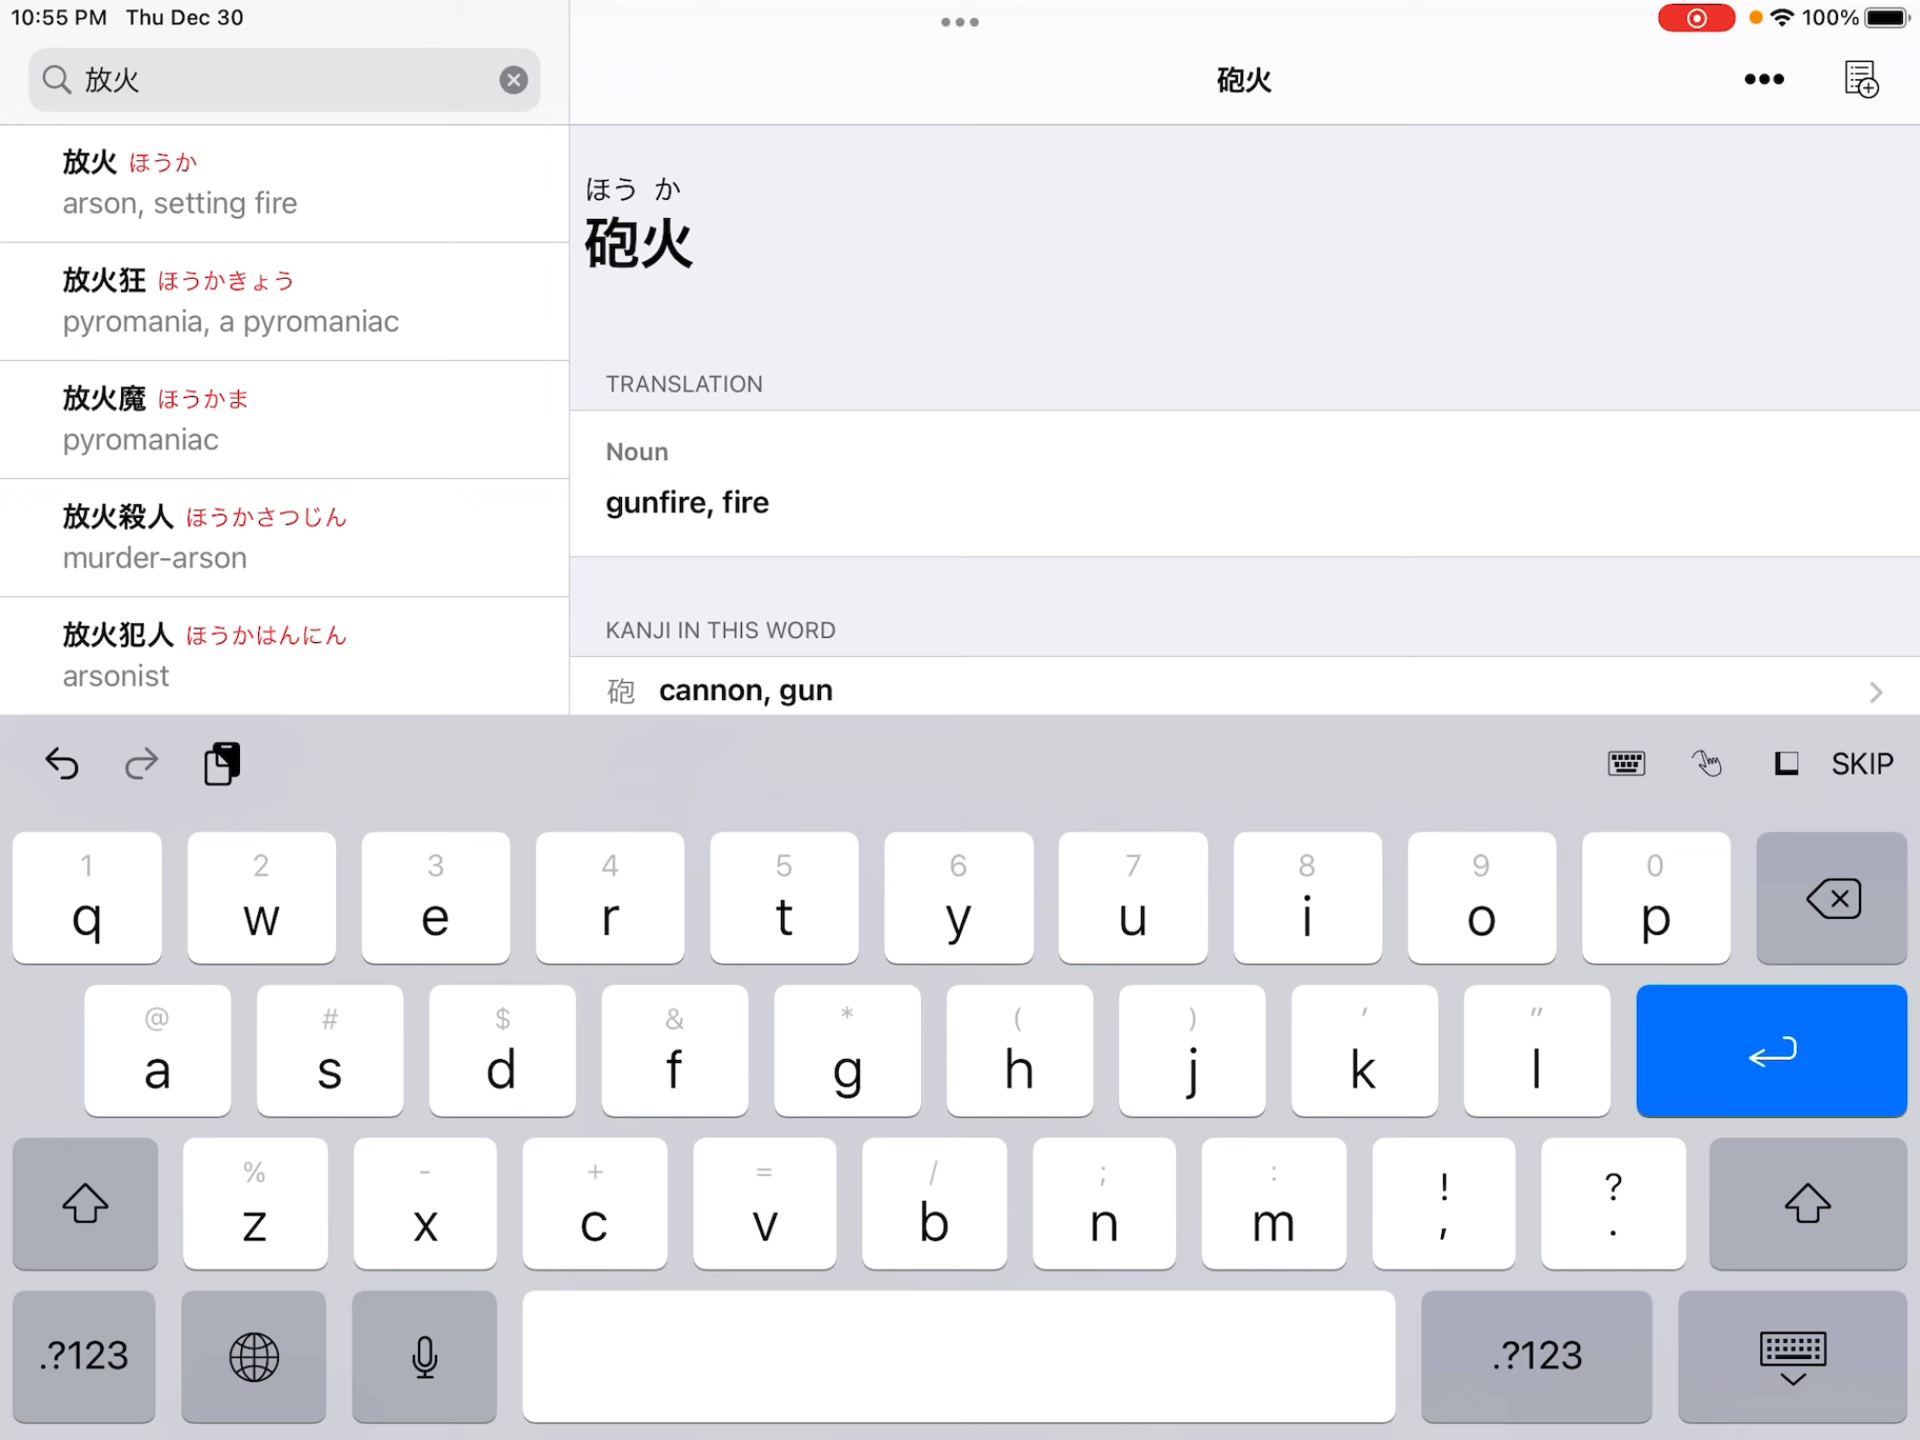 10:55 PM Thu Dec 30
100%
放火
砲火
放火 ほうか
arson, setting fire
放火狂 ほうかきょう
pyromania, a pyromaniac
放火魔 ほうかま
pyromaniac
放火殺人 ほうかさつじん
murder-arson
放火犯人 ほうかはんにん
arsonist
ほう か
砲火
TRANSLATION
Noun
gunfire, fire
KANJI IN THIS WORD
砲 cannon, gun
SKIP
1 2 3 4 5 6 7 8 9 0
q w e r t y u i o p
@ # $ & * ( ) ' "
a s d f g h j k l
% - + = / ; : ! ?
z x c v b n m , .
.?123 .?123